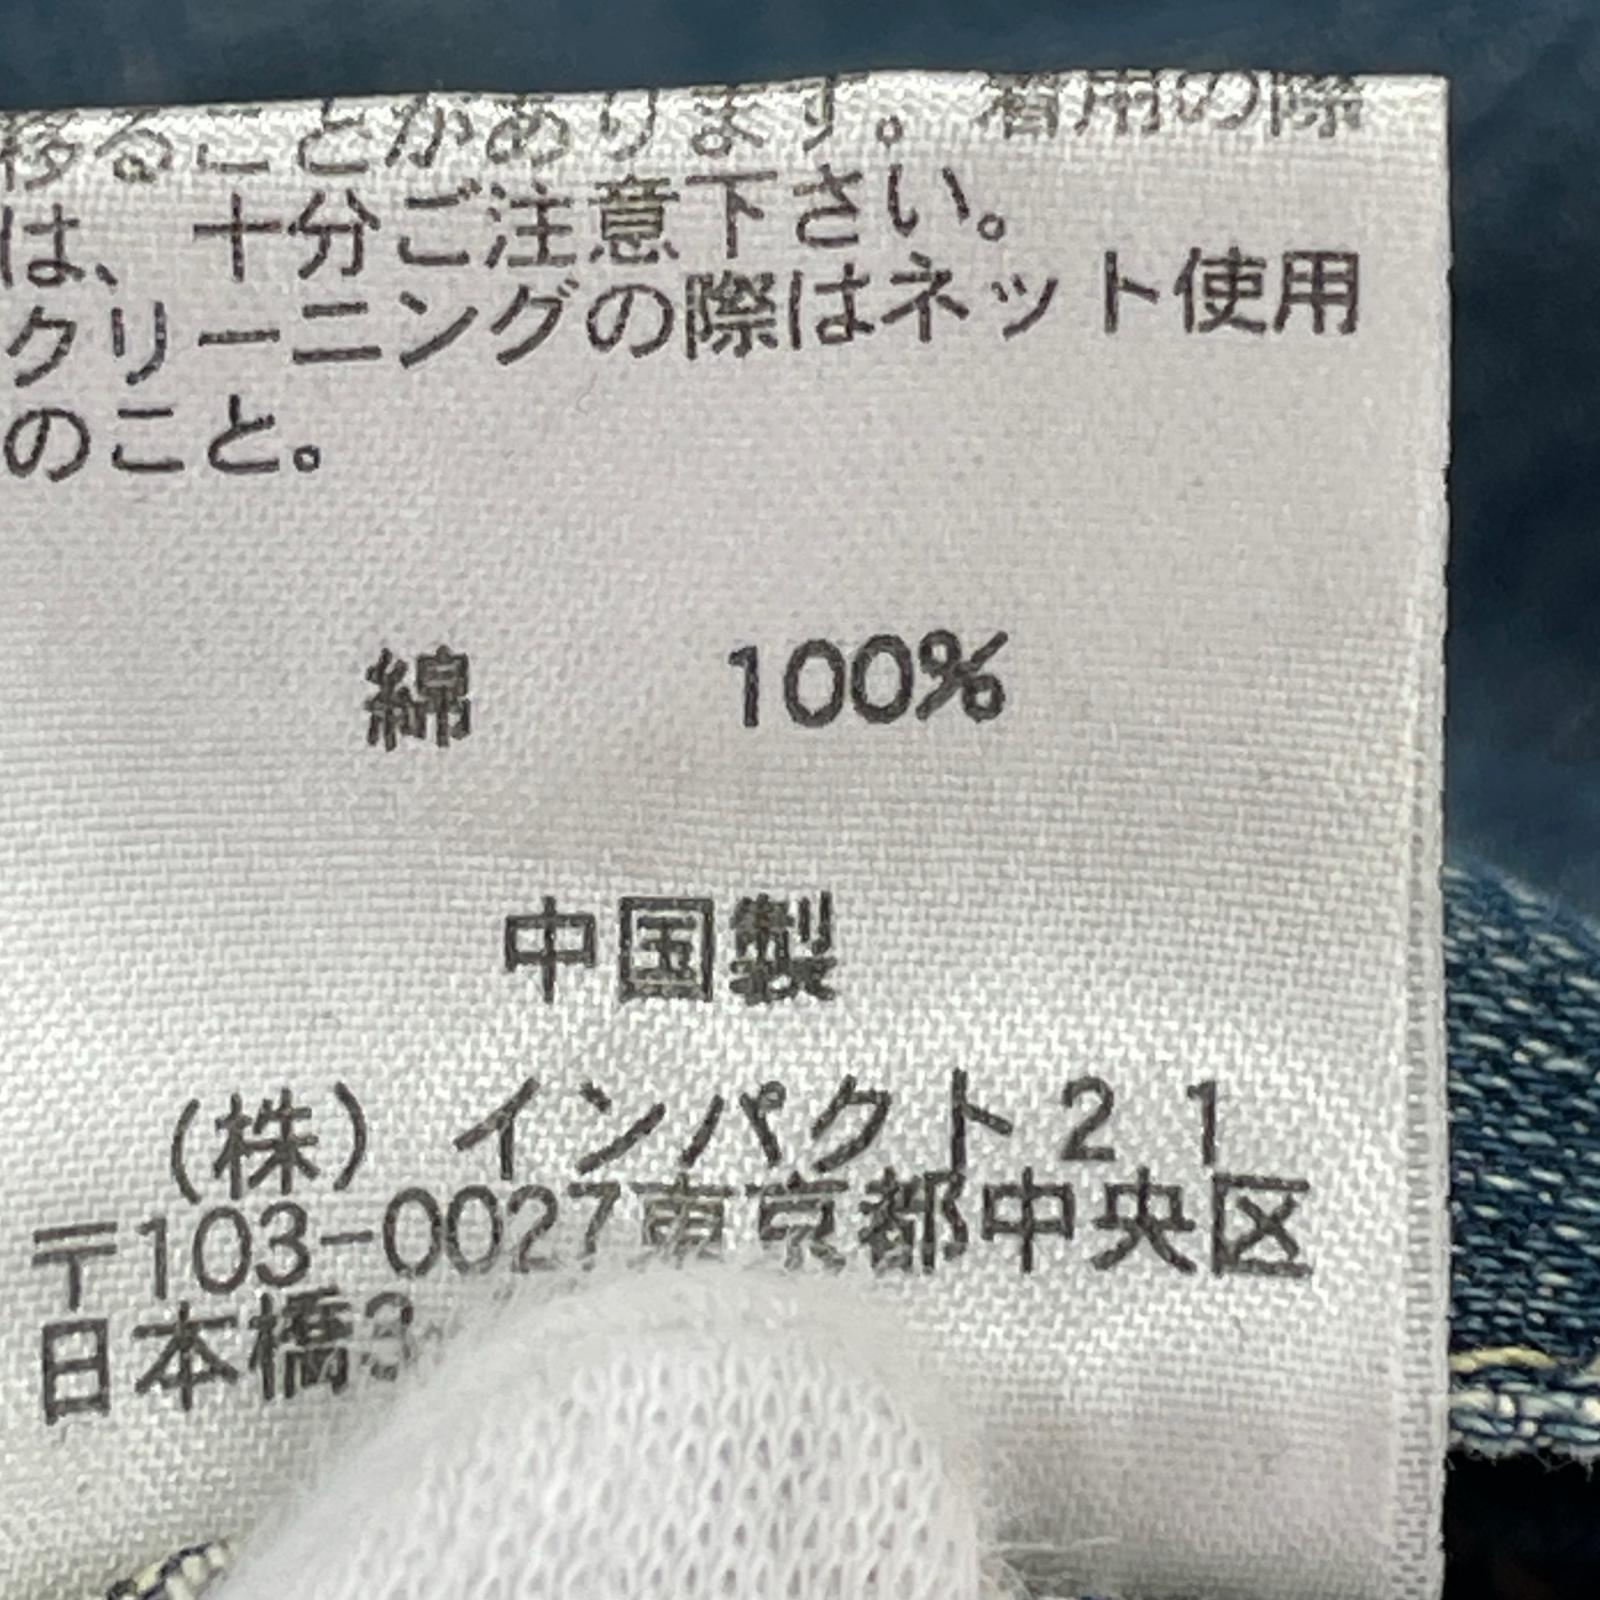 移ることがあります。着用の際
は、十分ご注意下さい。
クリーニングの際はネット使用
のこと。
綿 100%
中国製
(株) インパクト21
〒103-0027東京都中央区
日本橋3